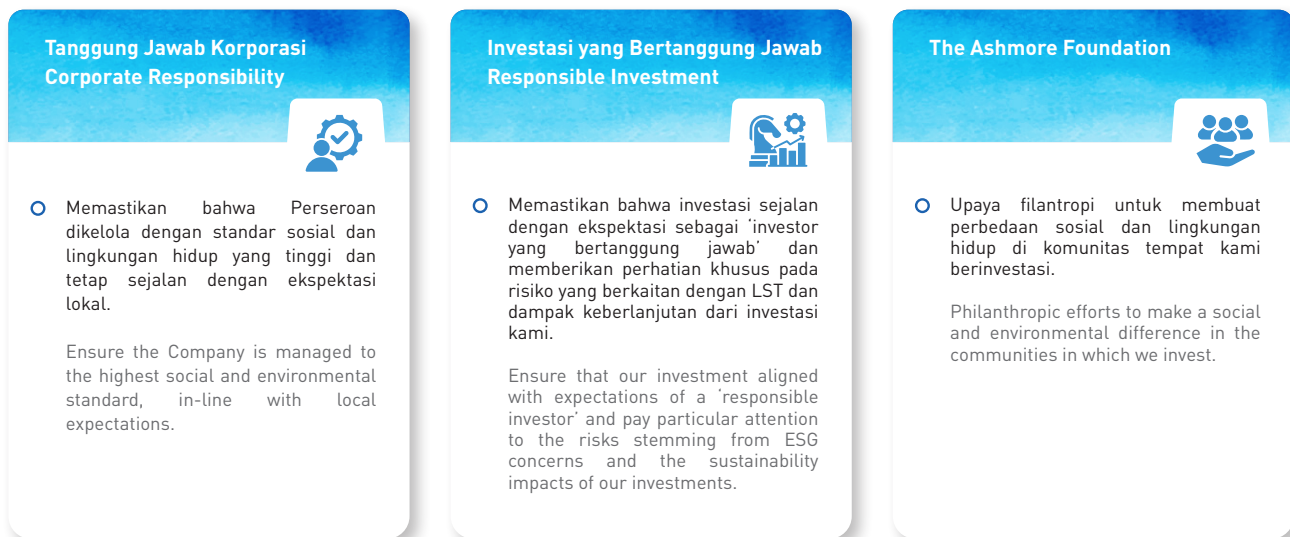 Tanggung Jawab Korporasi
Corporate Responsibility
Memastikan bahwa Perseroan
dikelola dengan standar sosial dan
lingkungan hidup yang tinggi dan
tetap sejalan dengan ekspektasi
lokal.
Ensure the Company is managed to
the highest social and environmental
standard, in-line with local
expectations.
Investasi yang Bertanggung Jawab
Responsible Investment
Memastikan bahwa investasi sejalan
dengan ekspektasi sebagai ‘investor
yang bertanggung jawab’ dan
memberikan perhatian khusus pada
risiko yang berkaitan dengan LST dan
dampak keberlanjutan dari investasi
kami.
Ensure that our investment aligned
with expectations of a ‘responsible
investor’ and pay particular attention
to the risks stemming from ESG
concerns and the sustainability
impacts of our investments.
The Ashmore Foundation
Upaya filantropi untuk membuat
perbedaan sosial dan lingkungan
hidup di komunitas tempat kami
berinvestasi.
Philanthropic efforts to make a social
and environmental difference in the
communities in which we invest.